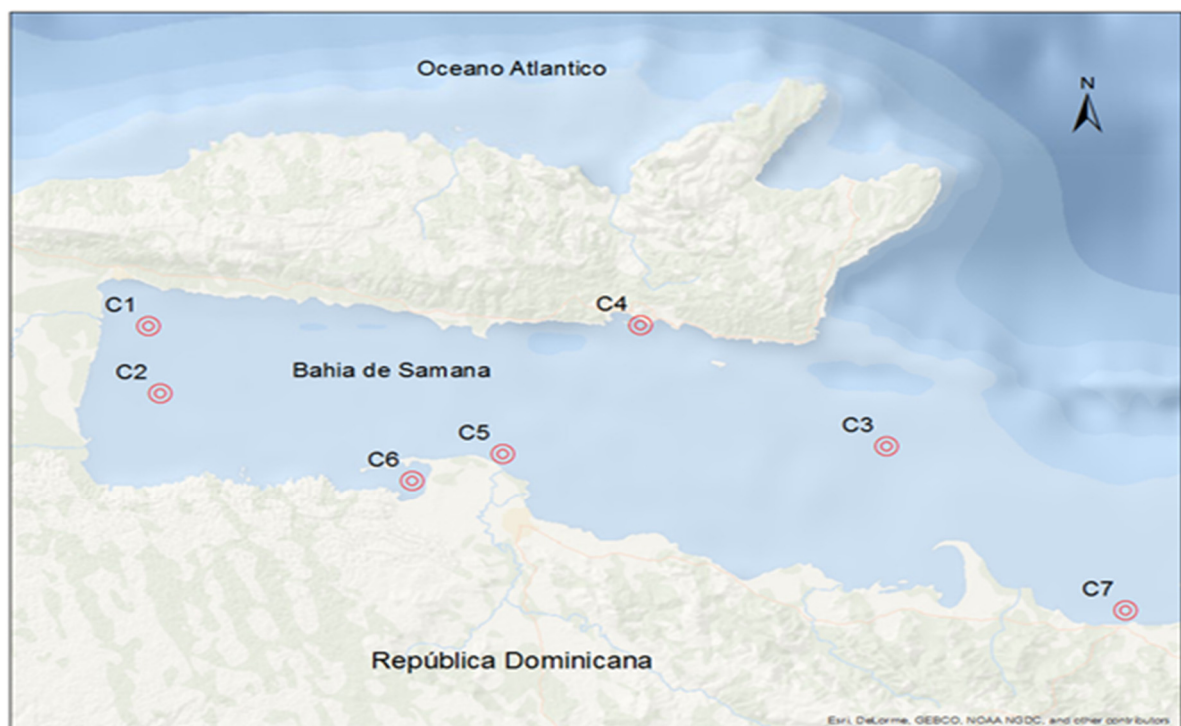 Oceano Atlantico
N
C1
C4
C2
Bahia de Samana
C3
C5
C6
C7
República Dominicana
Esri, DeLorme, GEBCO, NOAA NGDC, and other contributors